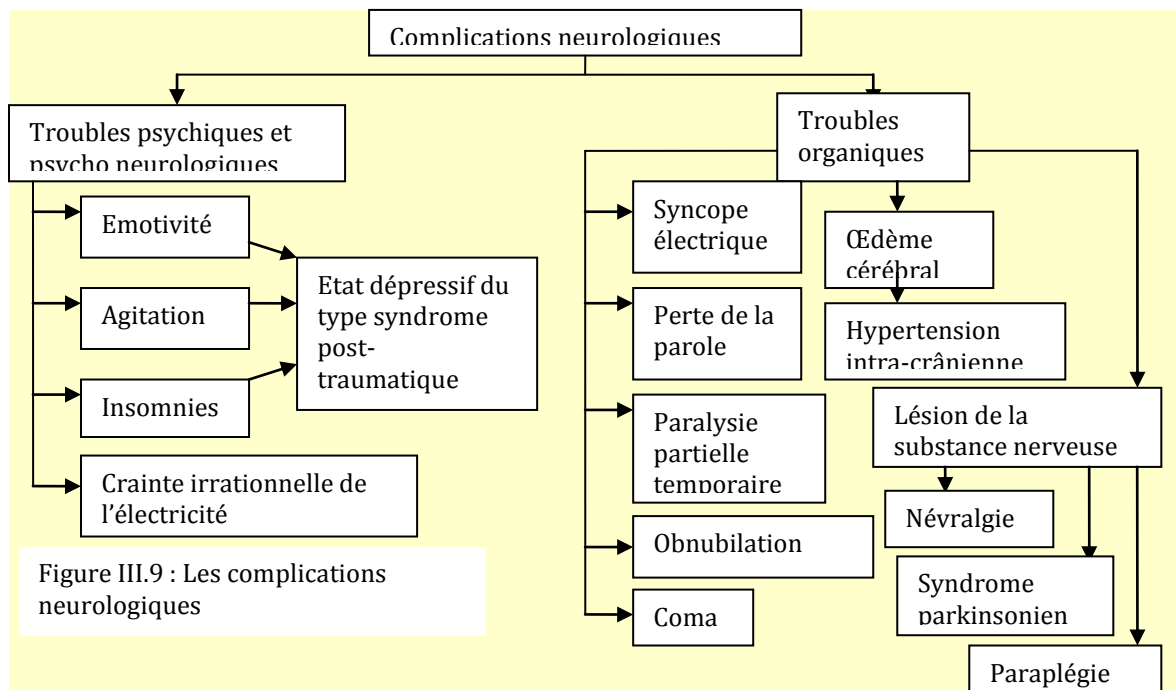 Complications neurologiques
Troubles psychiques et
psycho neurologiques
Emotivité
Agitation
Insomnies
Crainte irrationnelle de
l’électricité
Etat dépressif du
type syndrome
post-
traumatique
Troubles
organiques
Syncope
électrique
Perte de la
parole
Paralysie
partielle
temporaire
Obnubilation
Coma
Œdème
cérébral
Hypertension
intra-crânienne
Lésion de la
substance nerveuse
Névralgie
Syndrome
parkinsonien
Paraplégie
Figure III.9 : Les complications
neurologiques